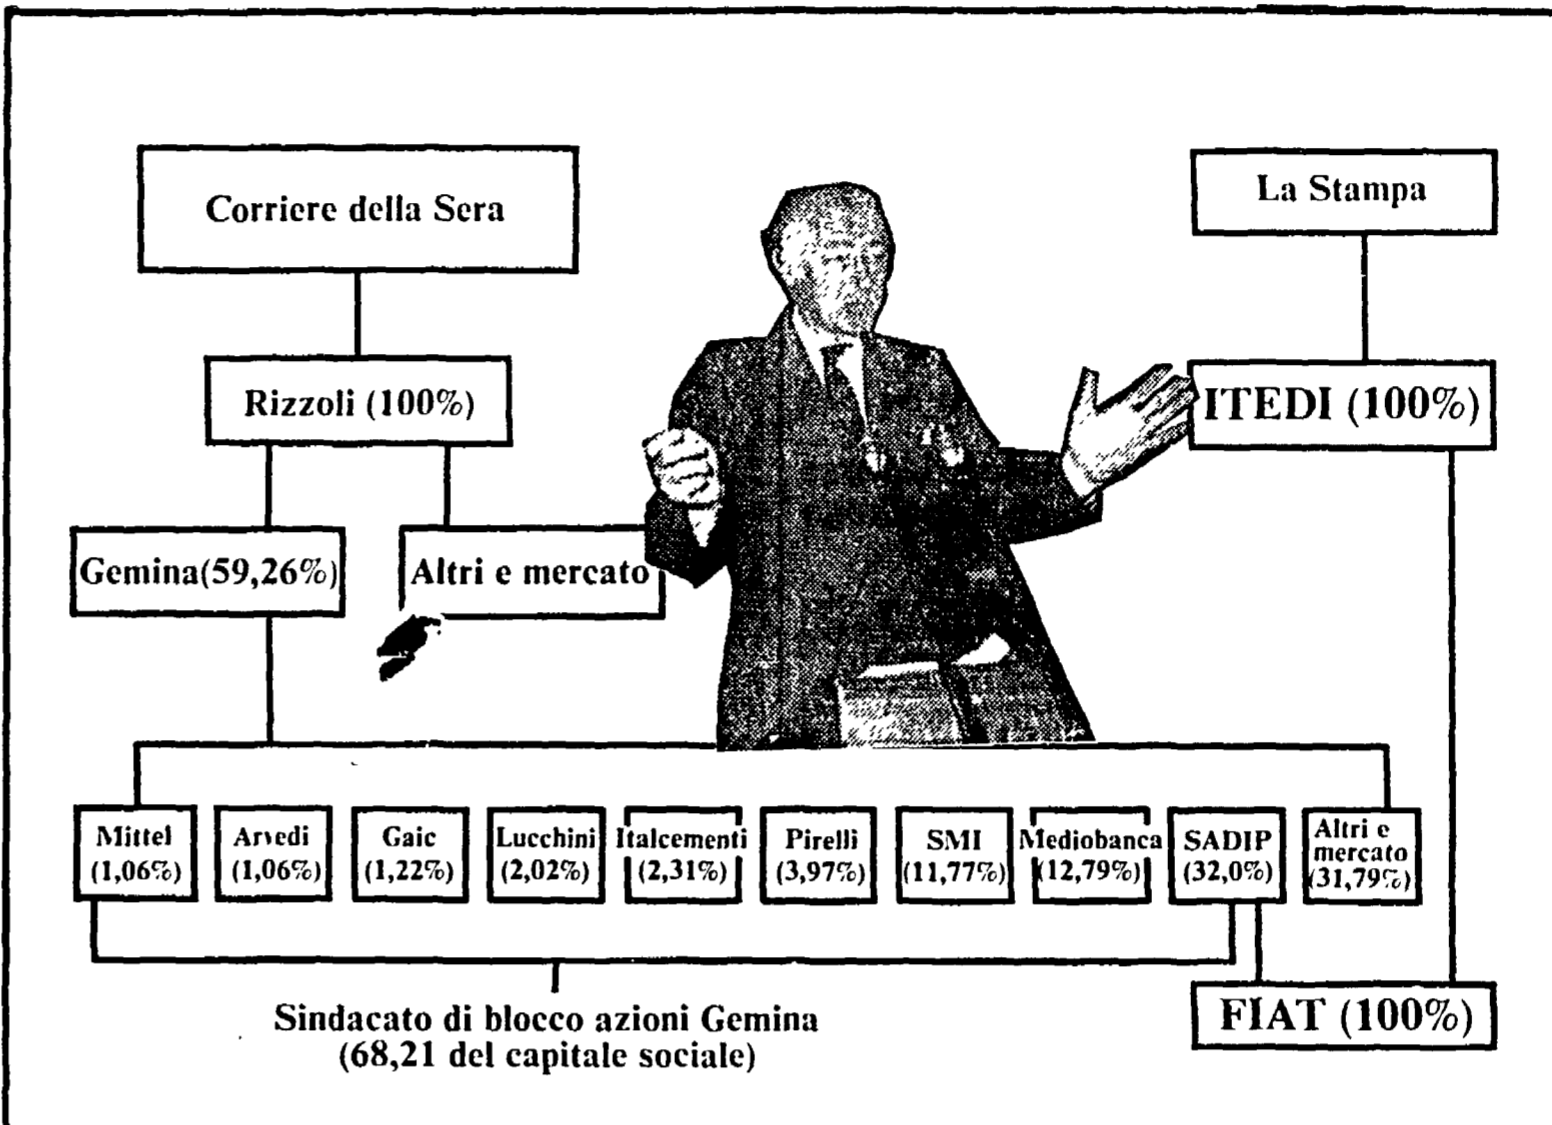 Corriere della Sera
La Stampa
Rizzoli (100%)
ITEDI (100%)
Gemina(59,26%)
Altri e mercato
Mittel
(1,06%)
Arvedi
(1,06%)
Gaic
(1,22%)
Lucchini
(2,02%)
Italcementi
(2,31%)
Pirelli
(3,97%)
SMI
(11,77%)
Mediobanca
(12,79%)
SADIP
(32,0%)
Altri e
mercato
(31,79%)
Sindacato di blocco azioni Gemina
(68,21 del capitale sociale)
FIAT (100%)